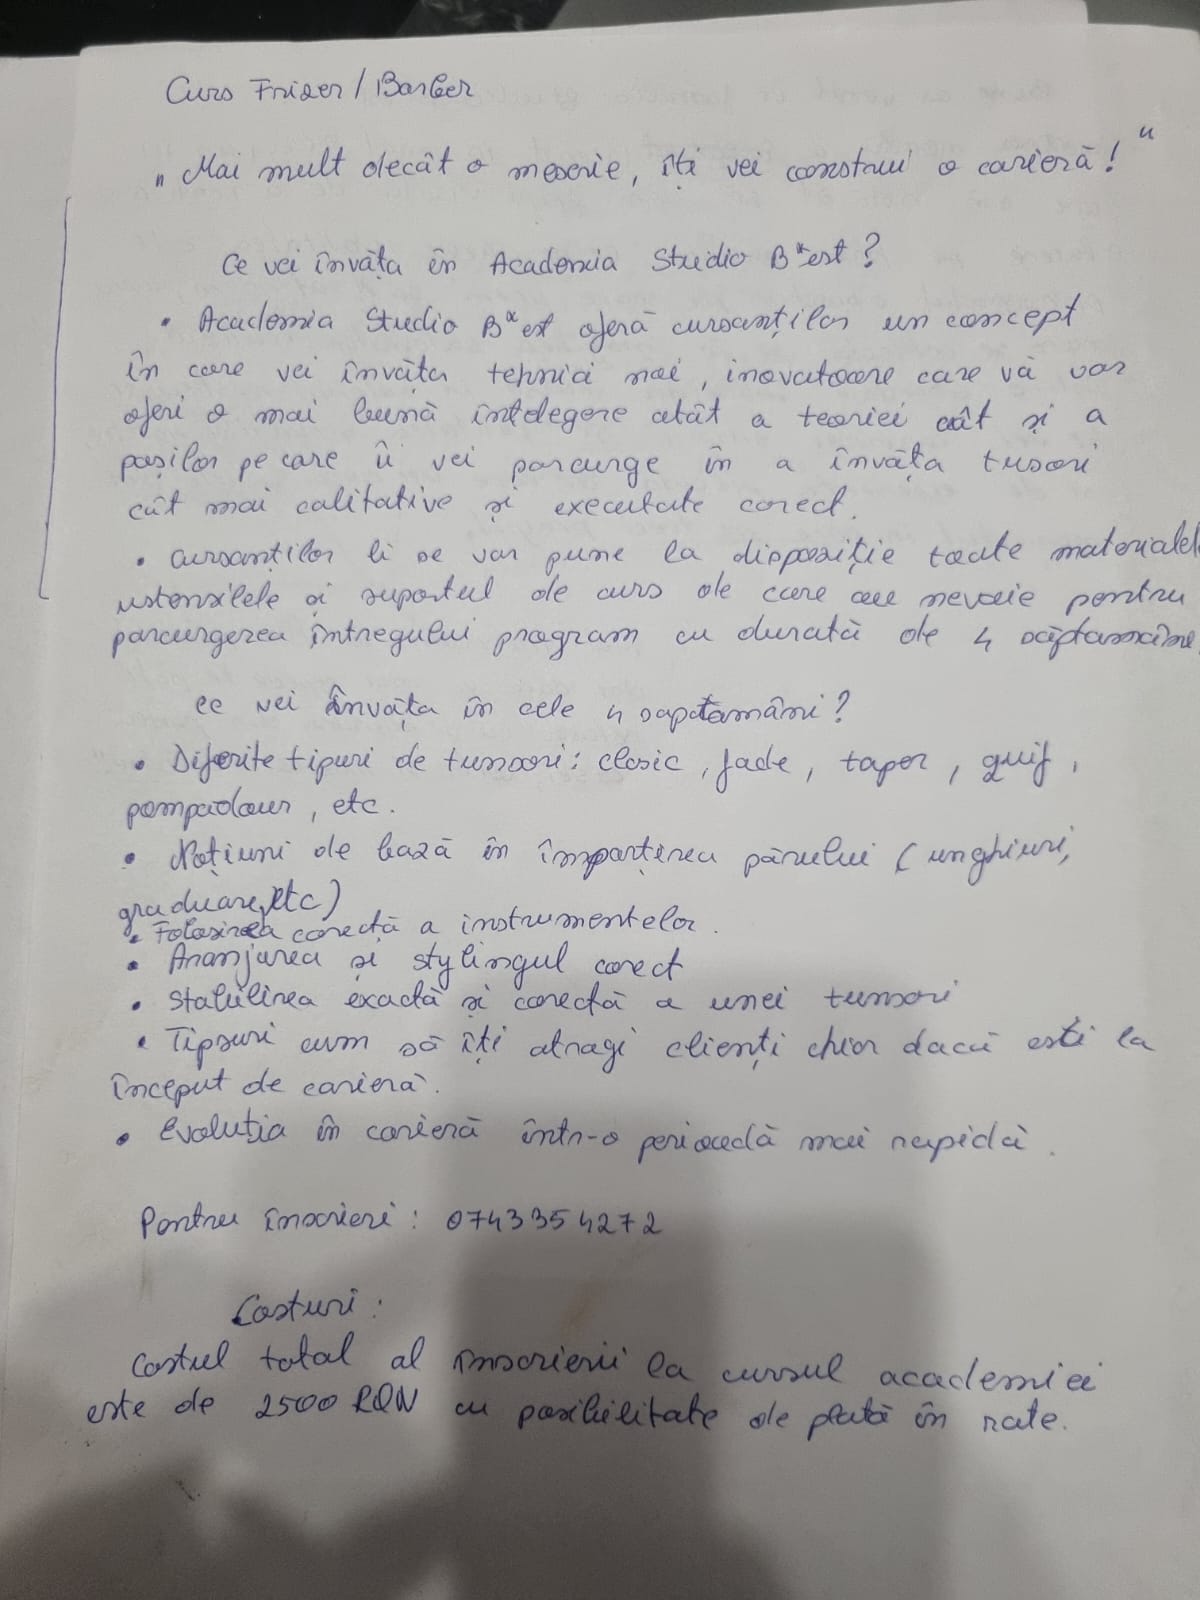 Curs Frizer / Barber
„Mai mult decât o meserie, îți vei construi o carieră!"
Ce vei învăța în Academia Studio B*est?
• Academia Studio B*est oferă cursanților un concept
în care vei învăța tehnici noi, inovatoare care vă vor
oferi o mai bună înțelegere atât a teoriei cât și a
pașilor pe care îi vei parcurge în a învăța tunsori
cât mai calitative și executate corect.
• Cursanților li se vor pune la dispoziție toate materialele
ustensilele și suportul de curs de care au nevoie pentru
parcurgerea întregului program cu durată de 4 săptamâine
Ce vei învăța în cele 4 saptamâni?
• Diferite tipuri de tunsori: clasic, fade, taper, quif,
pompadour, etc.
• Noțiuni de bază în împarțirea părului (unghiuri,
graduare, etc)
• Folosirea corectă a instrumentelor.
• Aranjarea și stylingul corect
• Stabilirea exactă și corectă a unei tunsori
• Tipsuri cum să îți atragi clienți chiar dacă ești la
început de carieră.
• Evoluția în carieră într-o perioadă mai rapidă.
Pentru înscrieri: 0743354272
Costuri:
Costul total al înscrierii la cursul academiei
este de 2500 RON cu posibilitate de plată în rate.